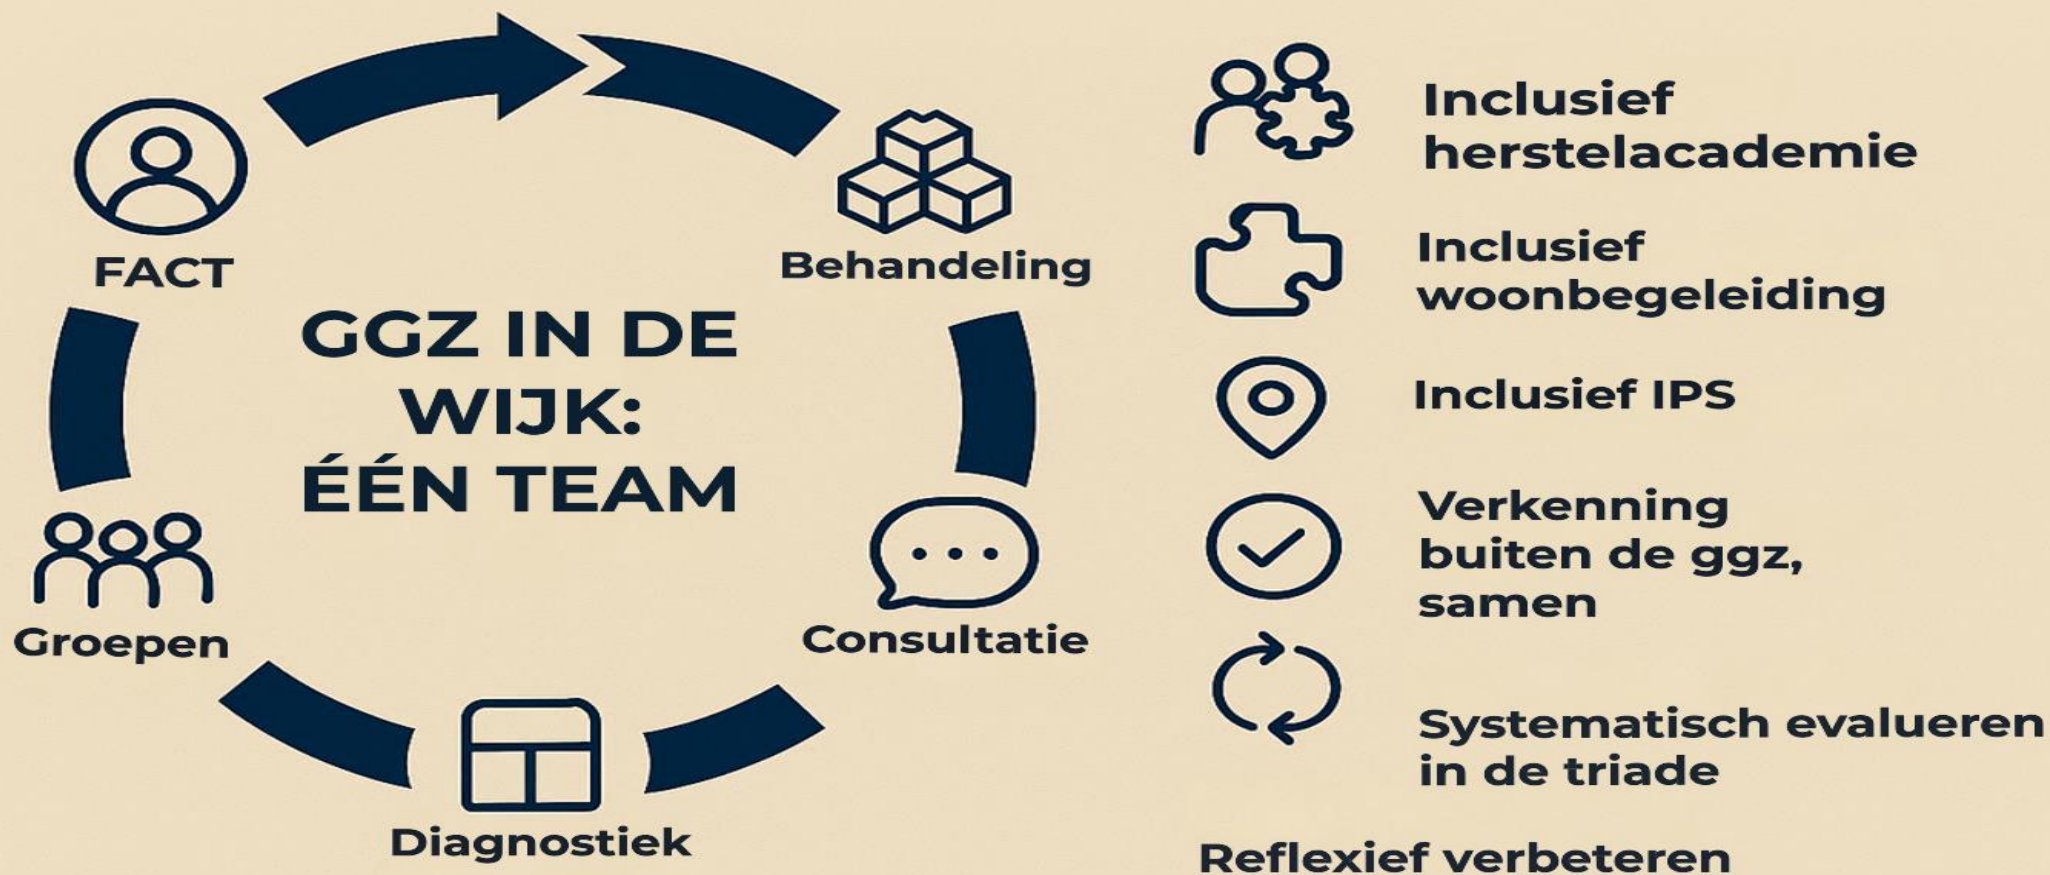 FACT
Behandeling
GGZ IN DE
WIJK:
ÉÉN TEAM
Groepen
Consultatie
Diagnostiek
Inclusief
herstelacademie
Inclusief
woonbegeleiding
Inclusief IPS
Verkenning
buiten de ggz,
samen
Systematisch evalueren
in de triade
Reflexief verbeteren